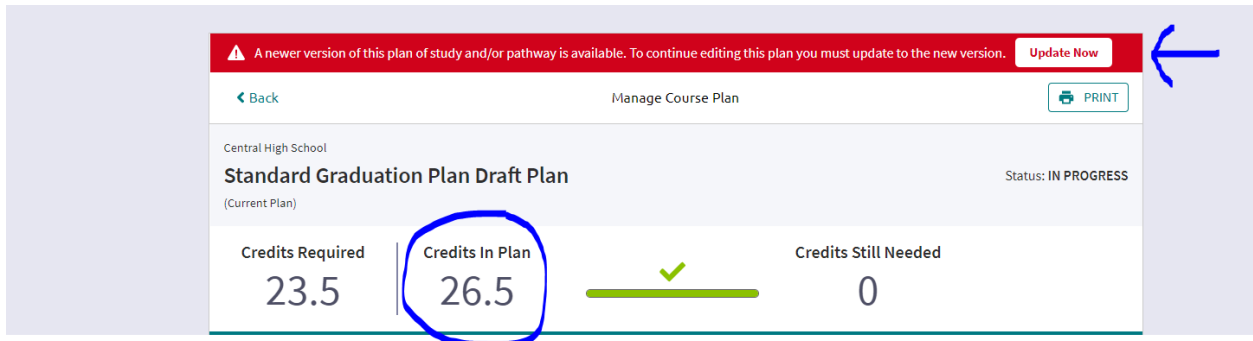 A newer version of this plan of study and/or pathway is available. To continue editing this plan you must update to the new version. Update Now
Back Manage Course Plan PRINT
Central High School
Standard Graduation Plan Draft Plan
Status: IN PROGRESS
(Current Plan)
Credits Required Credits In Plan Credits Still Needed
23.5 26.5 0